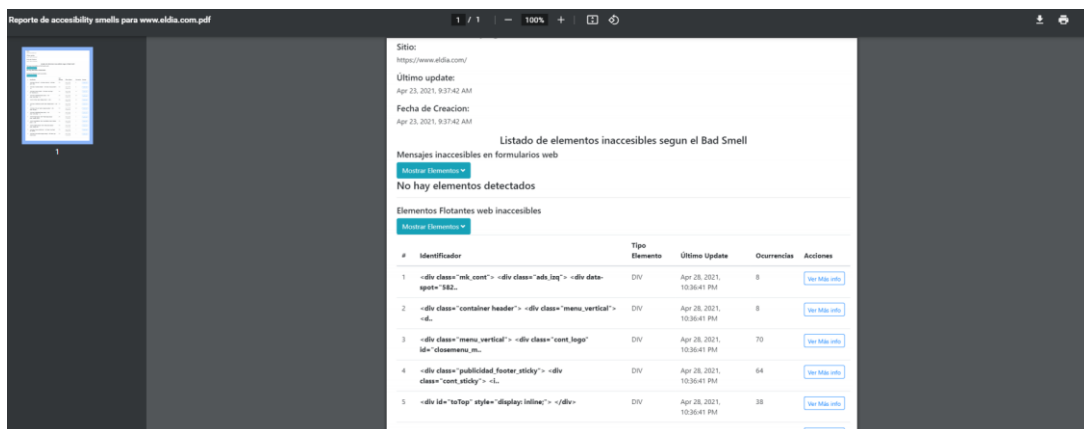 Reporte de accesibility smells para www.eldia.com.pdf
1 / 1
100%
1
Sitio:
https://www.eldia.com/
Último update:
Apr 23, 2021, 9:37:42 AM
Fecha de Creacion:
Apr 23, 2021, 9:37:42 AM
Listado de elementos inaccesibles segun el Bad Smell
Mensajes inaccesibles en formularios web
Mostrar Elementos
No hay elementos detectados
Elementos Flotantes web inaccesibles
Mostrar Elementos
# Identificador Tipo Elemento Último Update Ocurrencias Acciones
1 <div class="mk_cont"> <div class="ads_izq"> <div data-spot="582.. DIV Apr 28, 2021, 10:36:41 PM 8 Ver Más info
2 <div class="container header"> <div class="menu_vertical"> <d.. DIV Apr 28, 2021, 10:36:41 PM 8 Ver Más info
3 <div class="menu_vertical"> <div class="cont_logo" id="closemenu_m.. DIV Apr 28, 2021, 10:36:41 PM 70 Ver Más info
4 <div class="publicidad_footer_sticky"> <div class="cont_sticky"> <i.. DIV Apr 28, 2021, 10:36:41 PM 64 Ver Más info
5 <div id="toTop" style="display: inline;"> </div> DIV Apr 28, 2021, 10:36:41 PM 38 Ver Más info